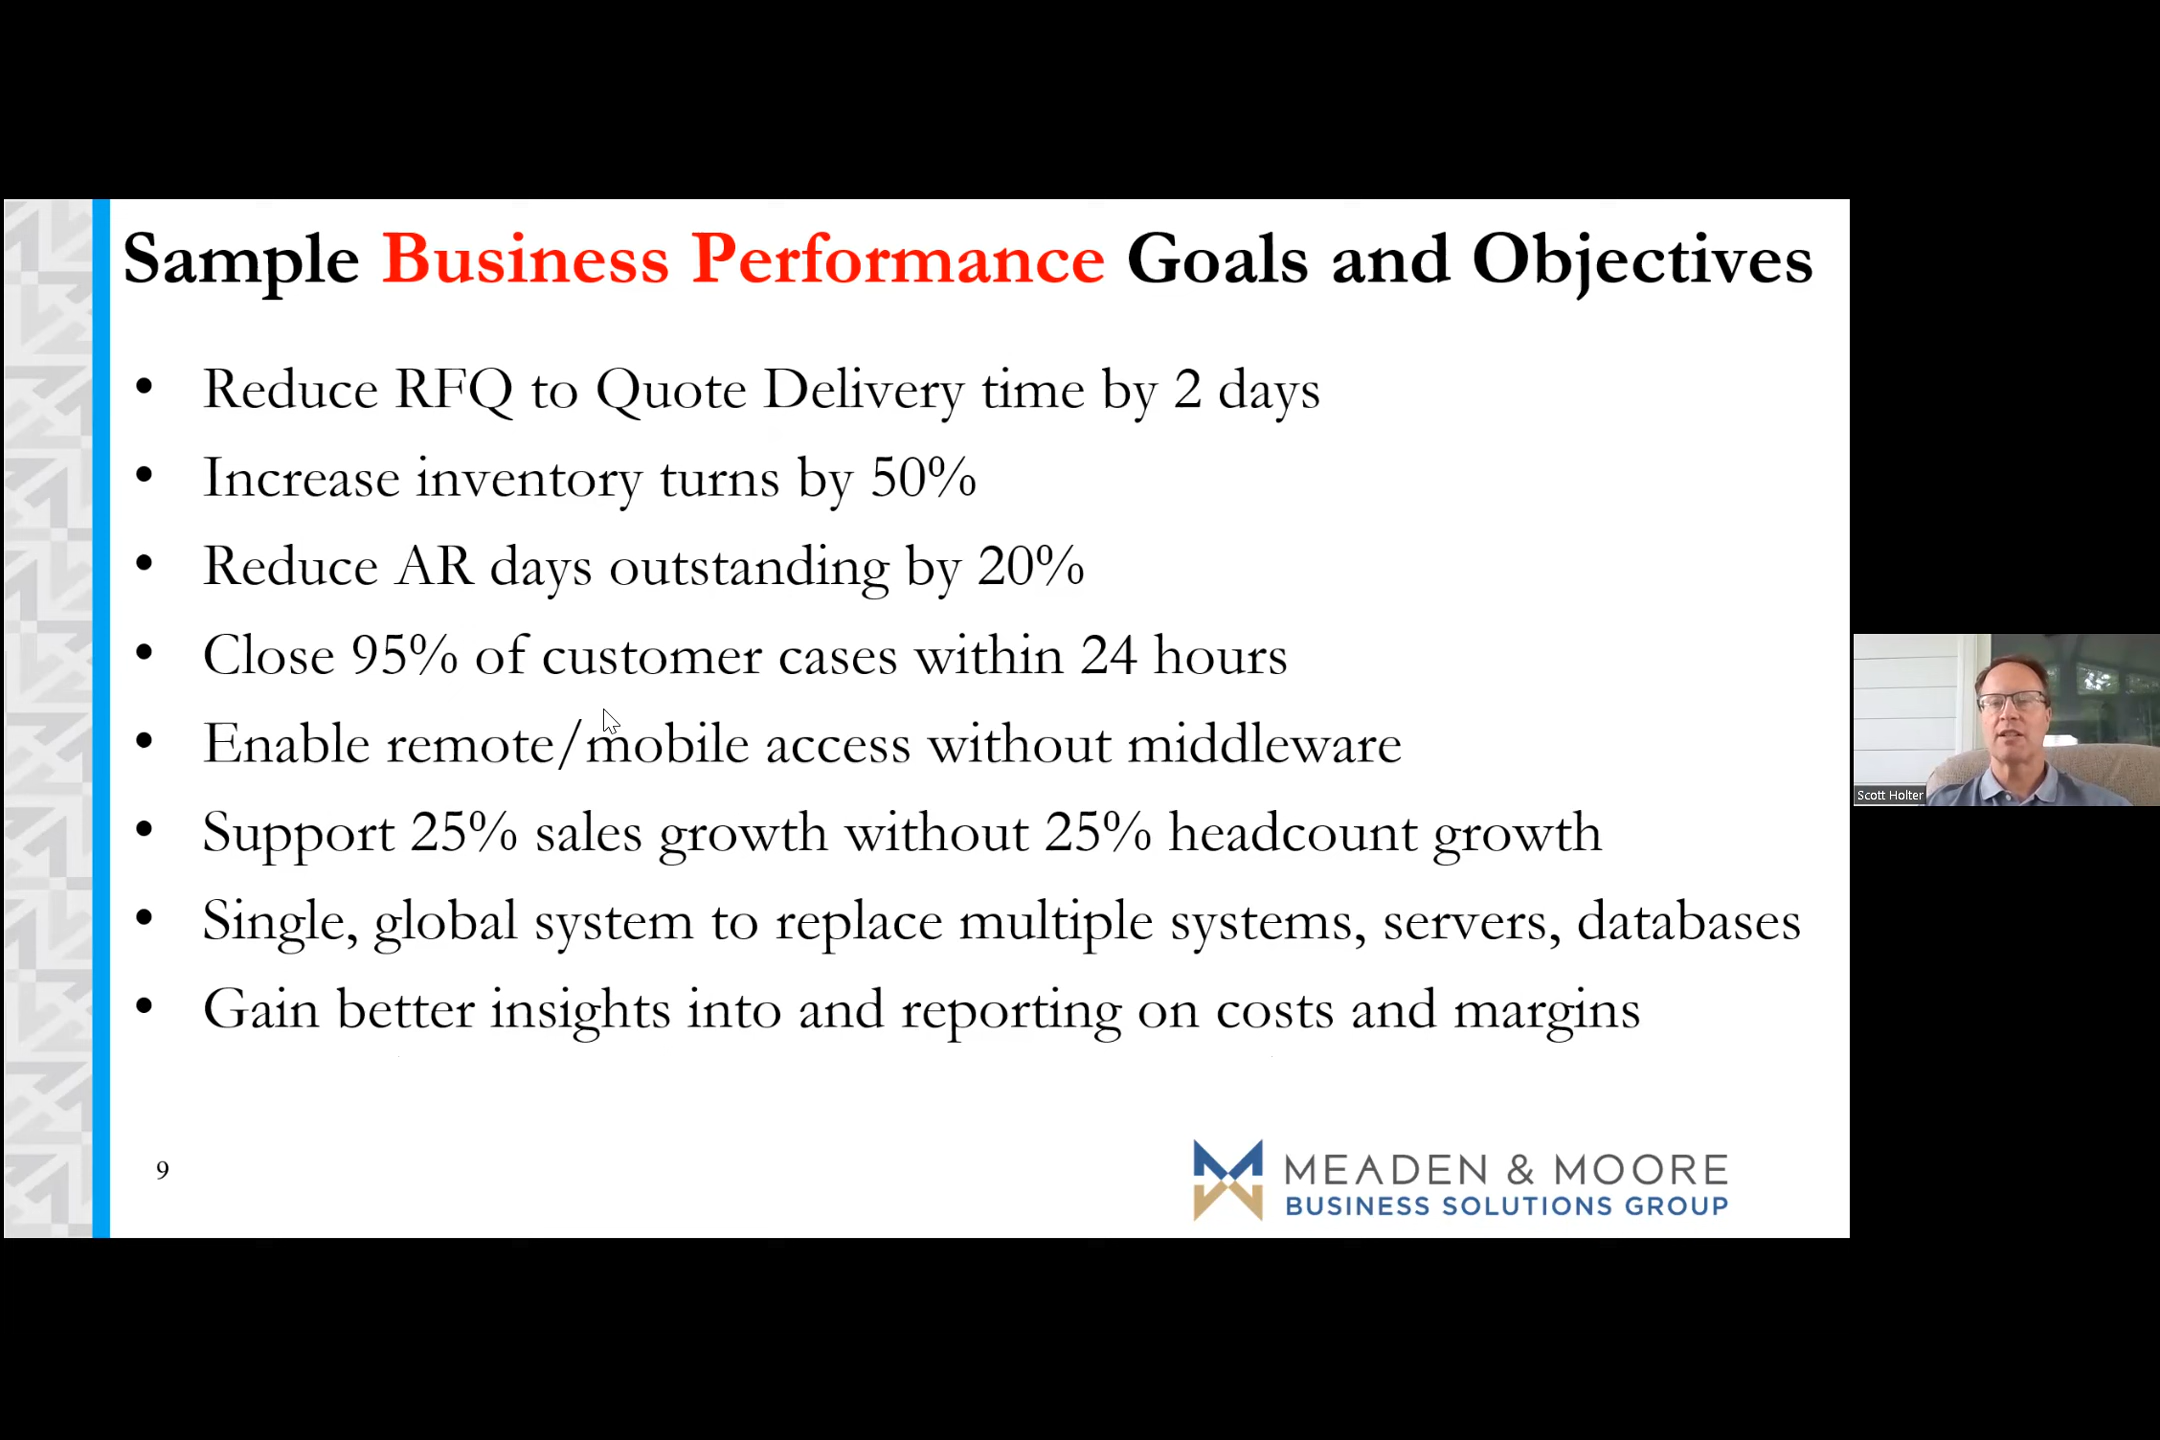 Sample Business Performance Goals and Objectives
• Reduce RFQ to Quote Delivery time by 2 days
• Increase inventory turns by 50%
• Reduce AR days outstanding by 20%
• Close 95% of customer cases within 24 hours
• Enable remote/mobile access without middleware
• Support 25% sales growth without 25% headcount growth
• Single, global system to replace multiple systems, servers, databases
• Gain better insights into and reporting on costs and margins
9
MEADEN & MOORE
BUSINESS SOLUTIONS GROUP
Scott Holter